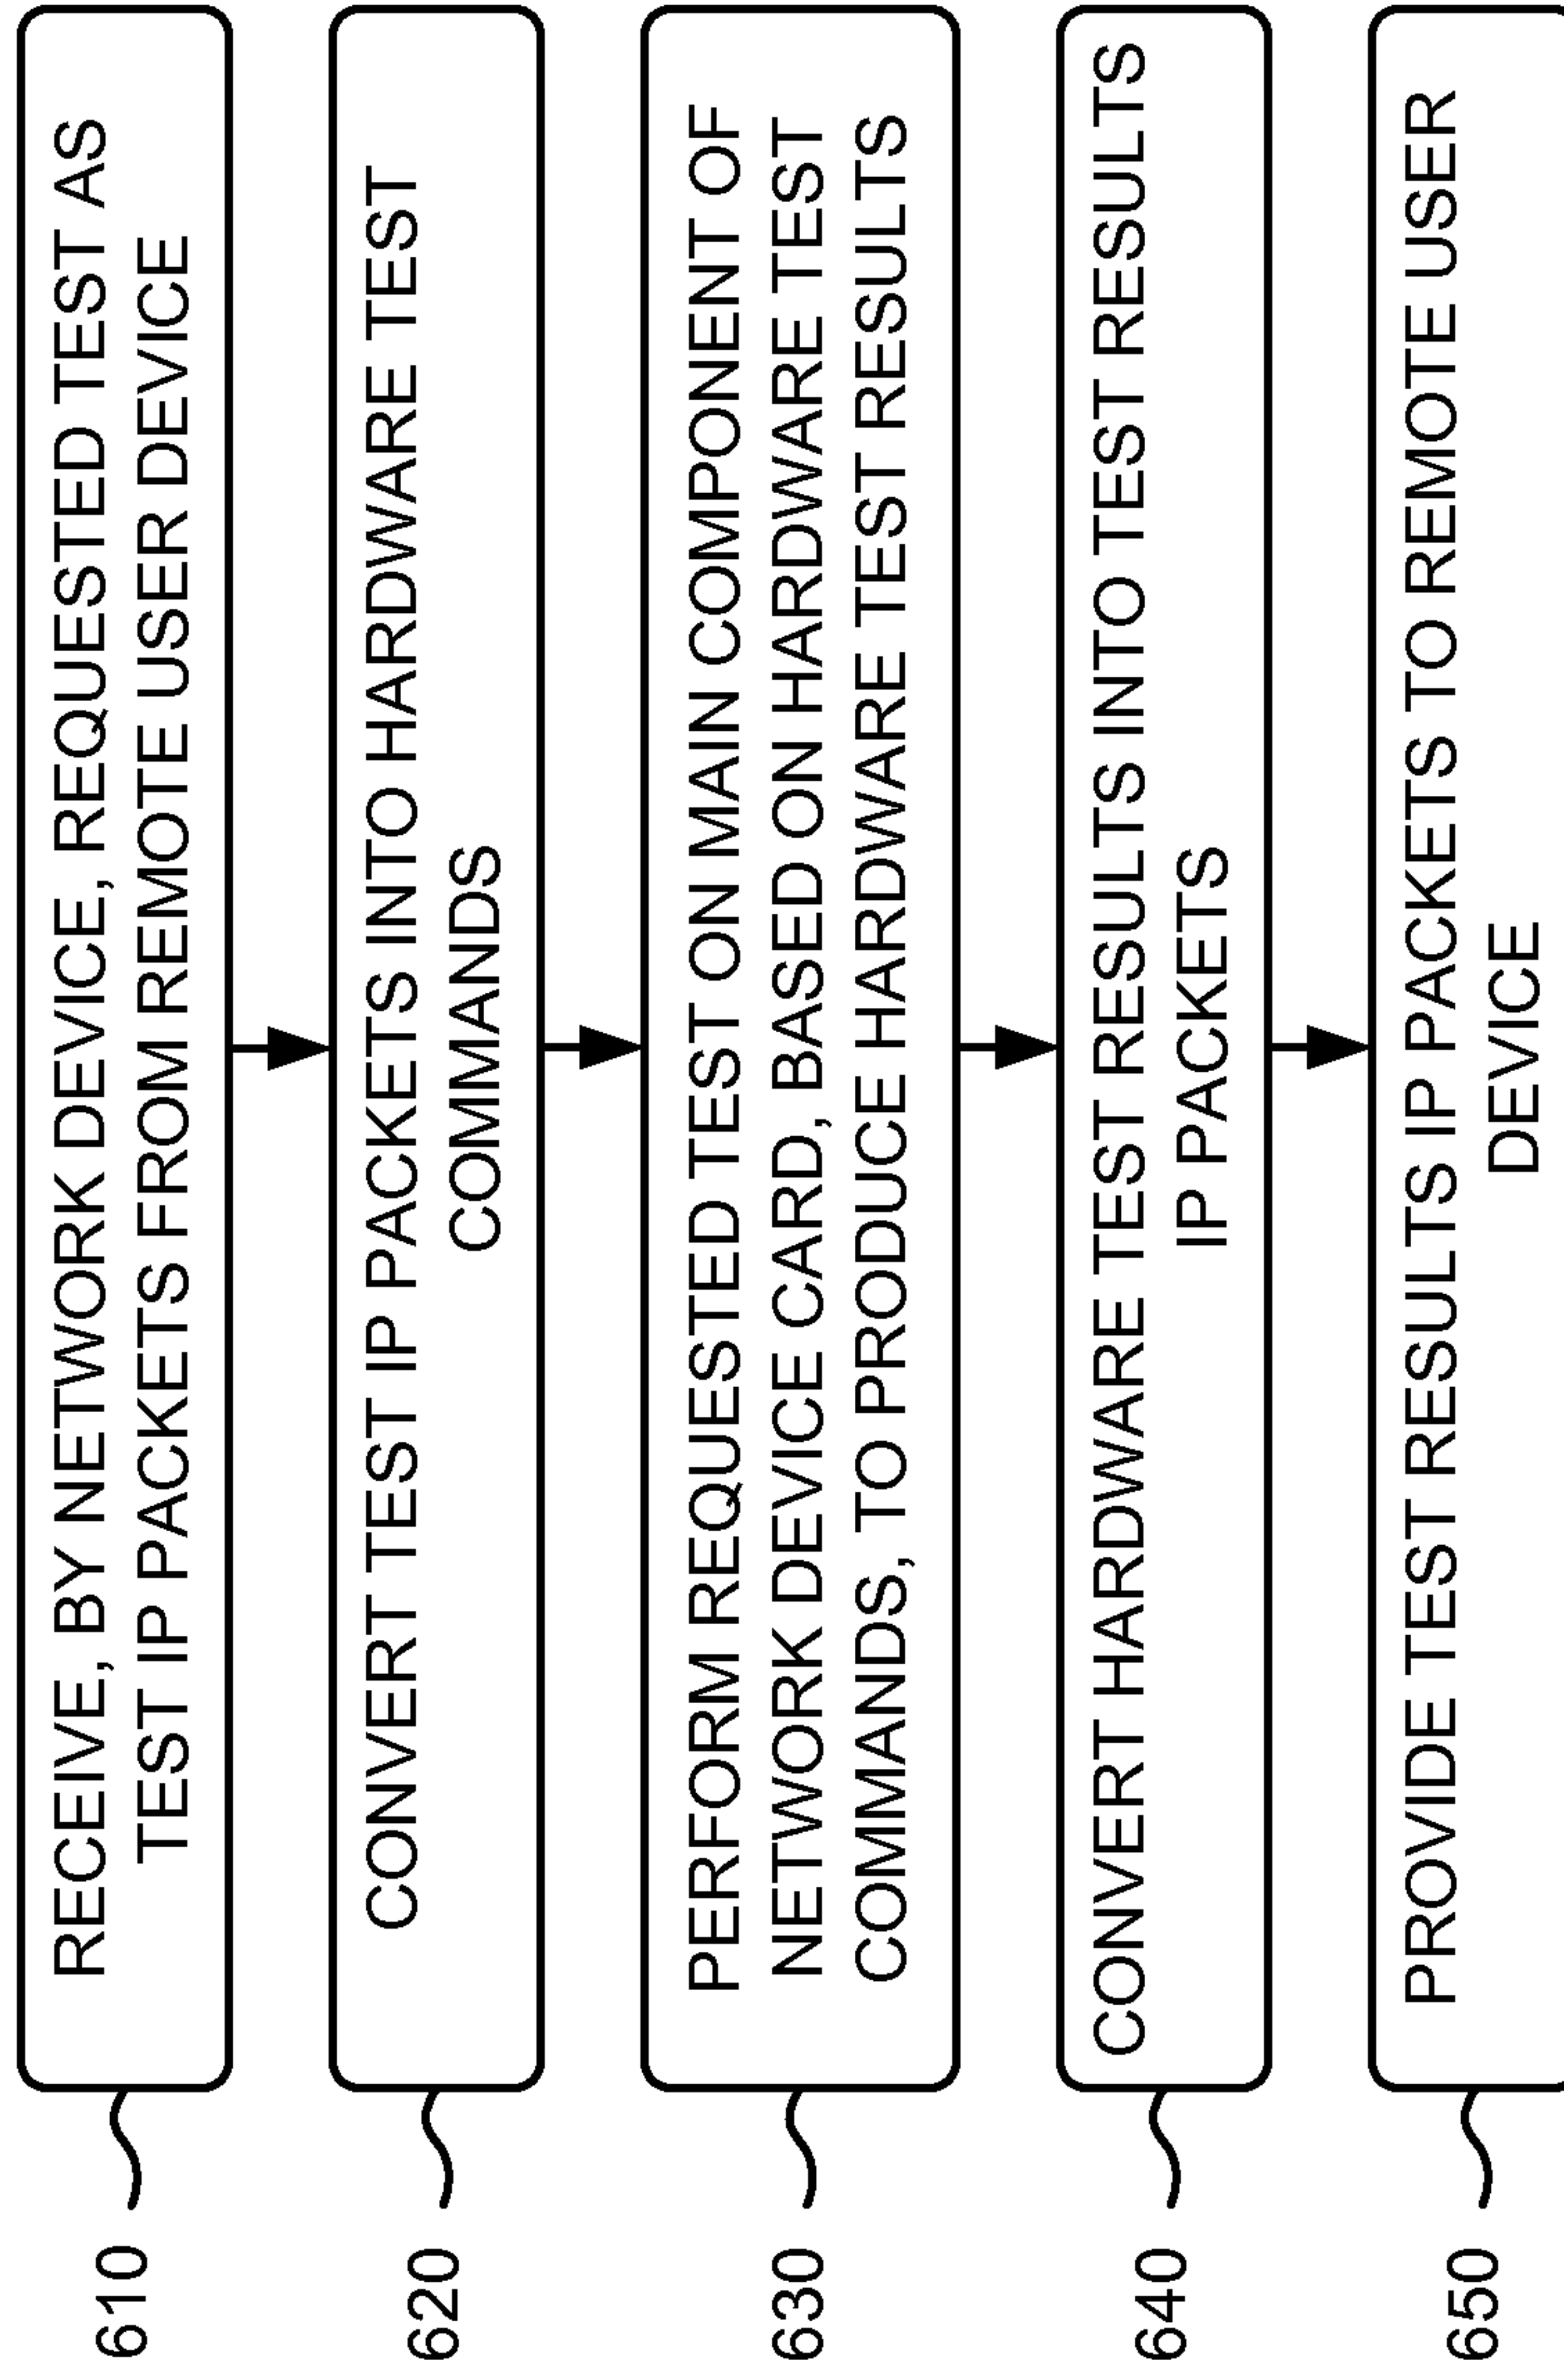 610
RECEIVE, BY NETWORK DEVICE, REQUESTED TEST AS
TEST IP PACKETS FROM REMOTE USER DEVICE
620
CONVERT TEST IP PACKETS INTO HARDWARE TEST
COMMANDS
630
PERFORM REQUESTED TEST ON MAIN COMPONENT OF
NETWORK DEVICE CARD, BASED ON HARDWARE TEST
COMMANDS, TO PRODUCE HARDWARE TEST RESULTS
640
CONVERT HARDWARE TEST RESULTS INTO TEST RESULTS
IP PACKETS
650
PROVIDE TEST RESULTS IP PACKETS TO REMOTE USER
DEVICE